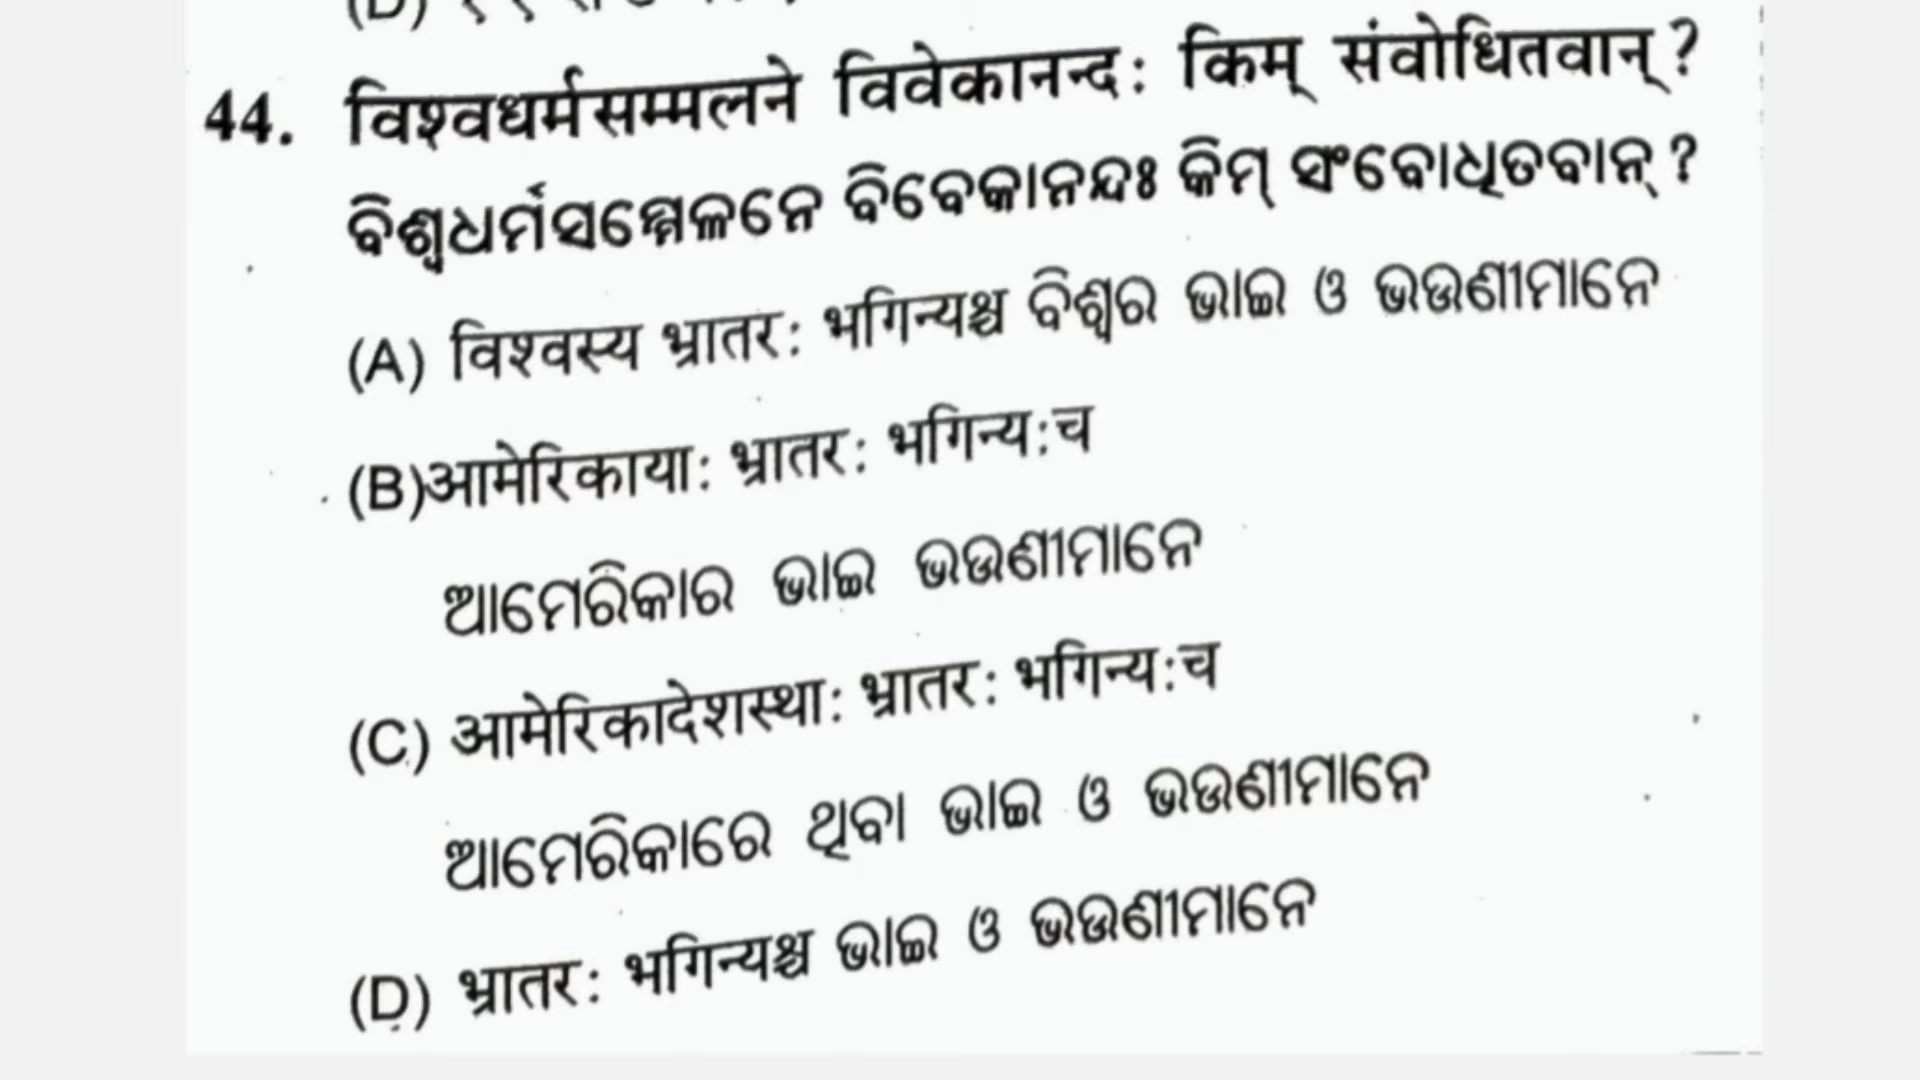 44. विश्वधर्मसम्मलने विवेकानन्दः किम् संवोधितवान्?
ବିଶ୍ୱଧର୍ମସମ୍ମେଳନେ ବିବେକାନନ୍ଦଃ କିମ୍ ସଂବୋଧିତବାନ୍?
(A) विश्वस्य भ्रातरः भगिन्यश्च ବିଶ୍ୱର ଭାଇ ଓ ଭଉଣୀମାନେ
(B)आमेरिकायाः भ्रातरः भगिन्यःच
ଆମେରିକାର ଭାଇ ଭଉଣୀମାନେ
(C) आमेरिकादेशस्थाः भ्रातरः भगिन्यःच
ଆମେରିକାରେ ଥିବା ଭାଇ ଓ ଭଉଣୀମାନେ
(D) भ्रातरः भगिन्यश्च ଭାଇ ଓ ଭଉଣୀମାନେ